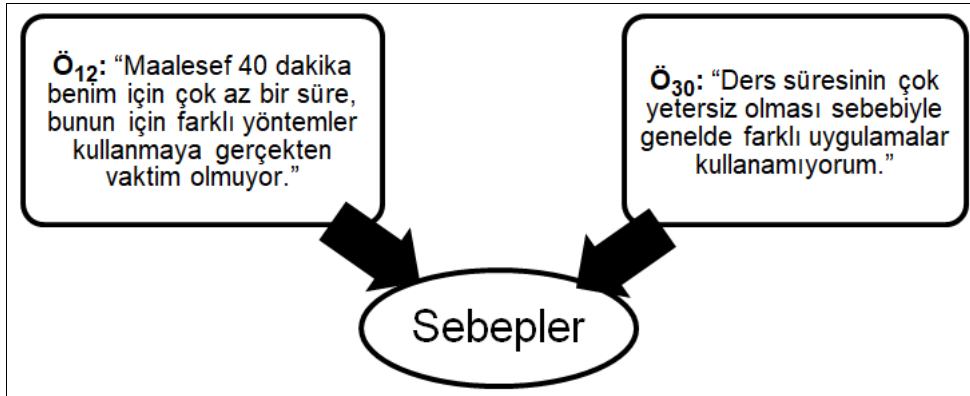 Ö12: “Maalesef 40 dakika
benim için çok az bir süre,
bunun için farklı yöntemler
kullanmaya gerçekten
vaktim olmuyor.”
Ö30: “Ders süresinin çok
yetersiz olması sebebiyle
genelde farklı uygulamalar
kullanamıyorum.”
Sebepler